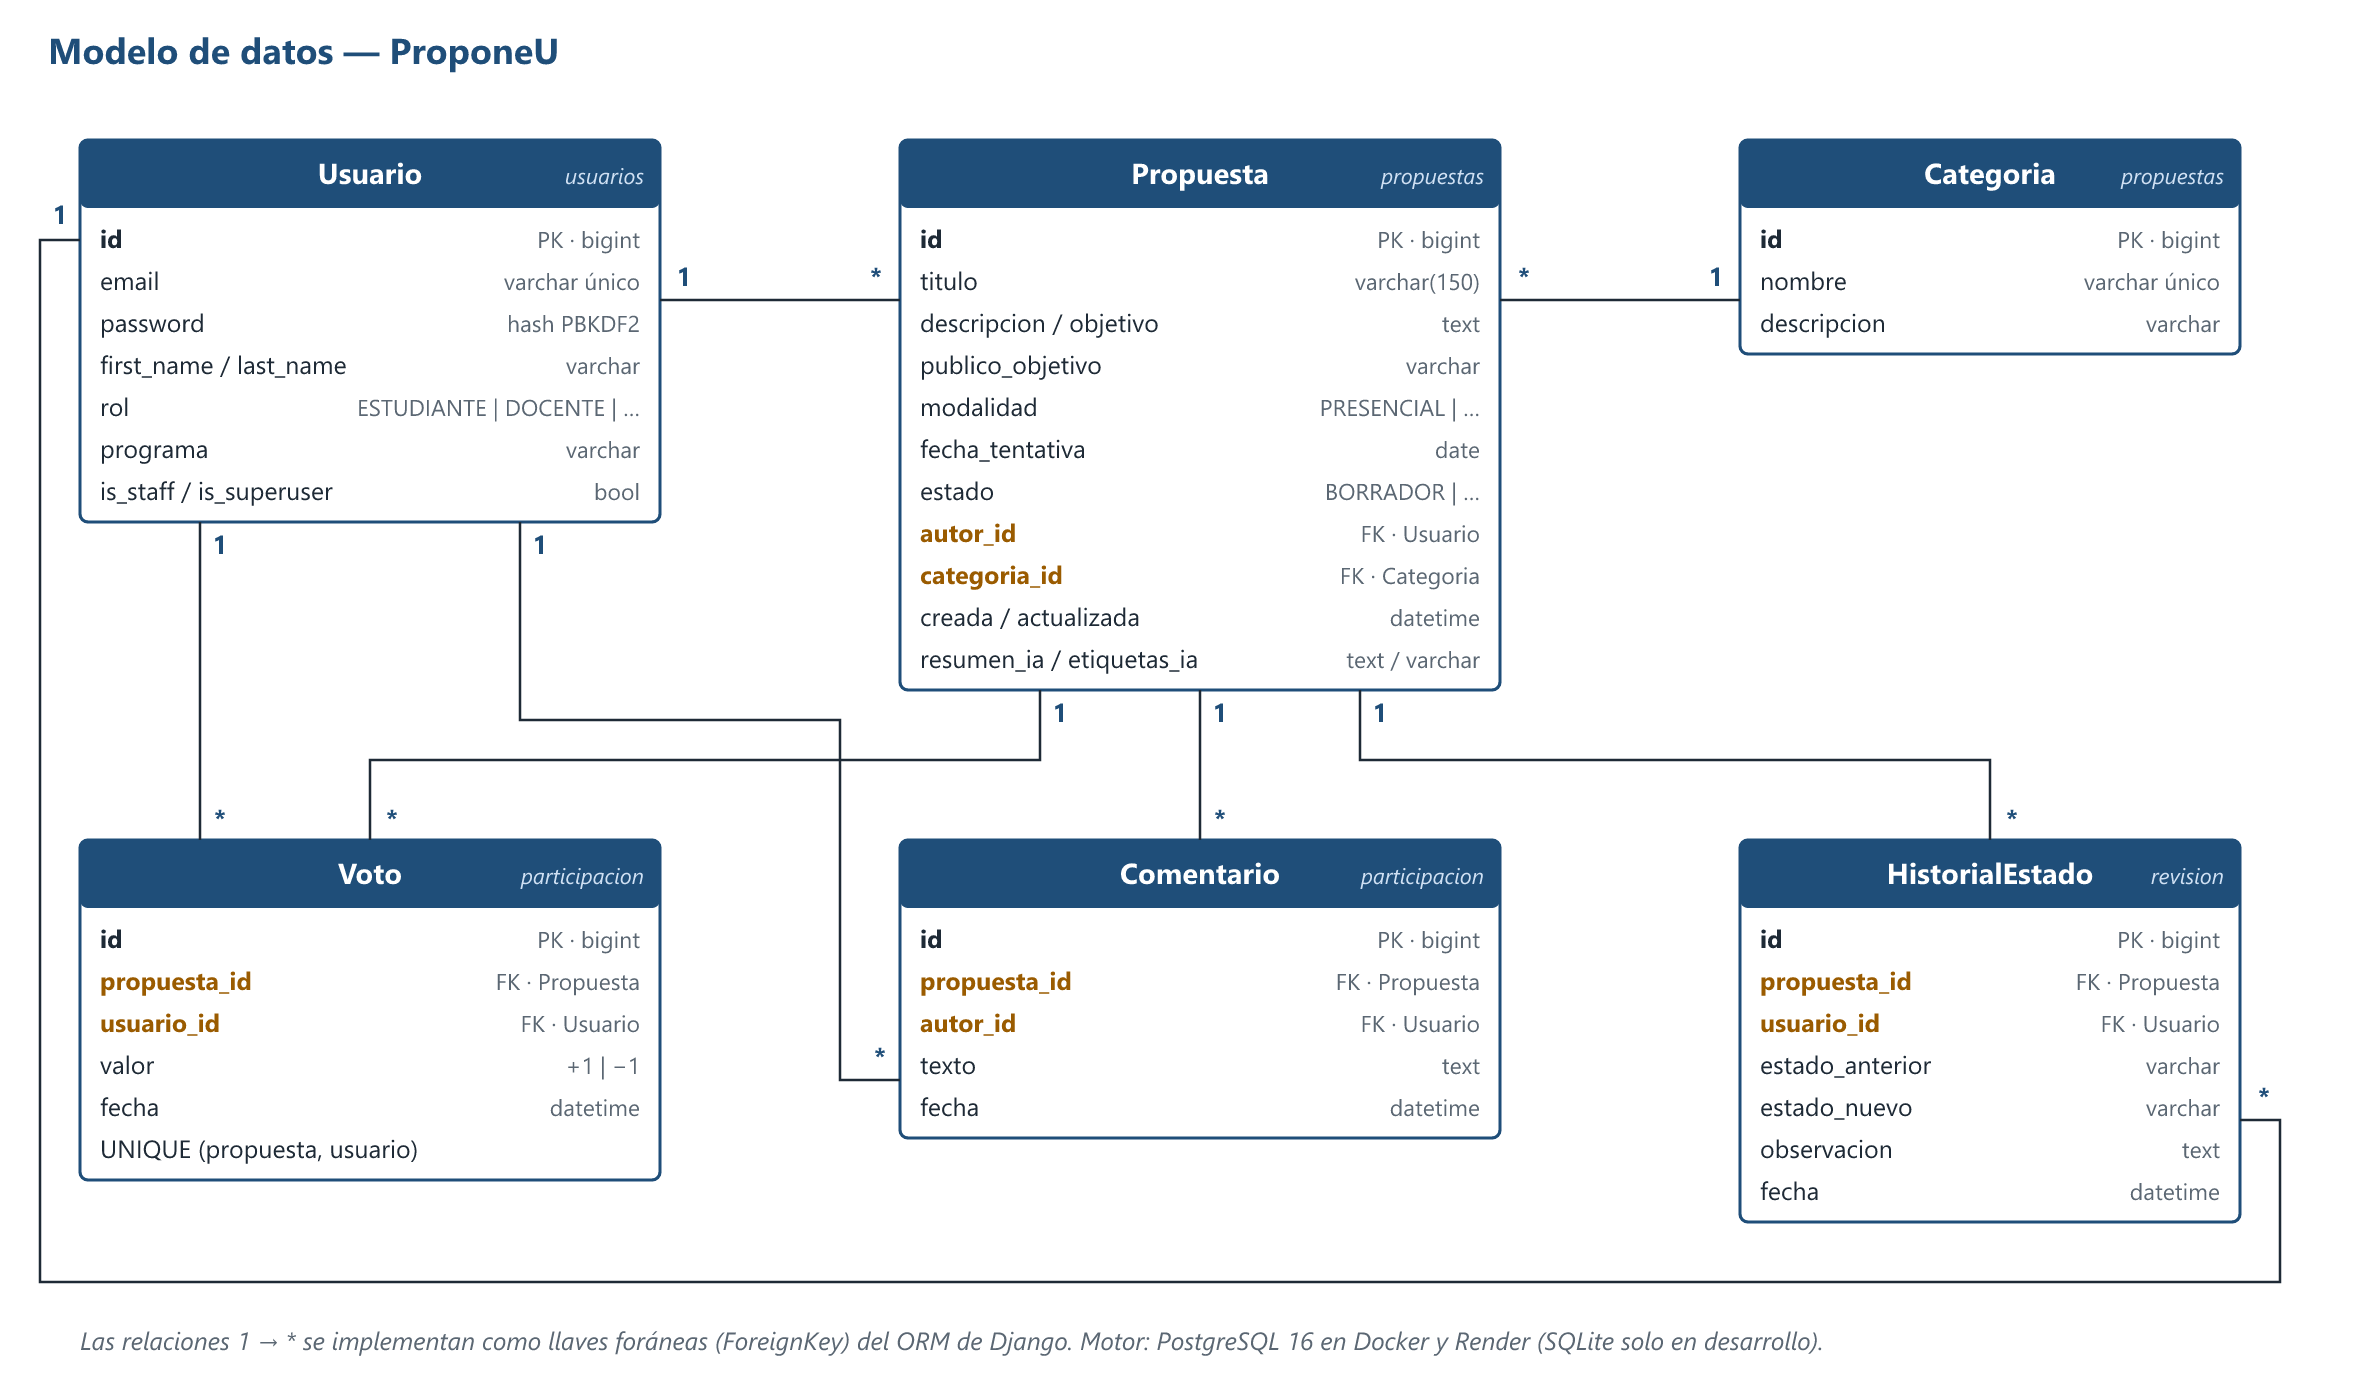 Modelo de datos — ProponeU
Usuario usuarios
id PK · bigint
email varchar único
password hash PBKDF2
first_name / last_name varchar
rol ESTUDIANTE | DOCENTE | ...
programa varchar
is_staff / is_superuser bool
Propuesta propuestas
id PK · bigint
titulo varchar(150)
descripcion / objetivo text
publico_objetivo varchar
modalidad PRESENCIAL | ...
fecha_tentativa date
estado BORRADOR | ...
autor_id FK · Usuario
categoria_id FK · Categoria
creada / actualizada datetime
resumen_ia / etiquetas_ia text / varchar
Categoria propuestas
id PK · bigint
nombre varchar único
descripcion varchar
1
1 *
* 1
1 1
1 1 1
* * * *
Voto participacion
id PK · bigint
propuesta_id FK · Propuesta
usuario_id FK · Usuario
valor +1 | −1
fecha datetime
UNIQUE (propuesta, usuario)
*
Comentario participacion
id PK · bigint
propuesta_id FK · Propuesta
autor_id FK · Usuario
texto text
fecha datetime
HistorialEstado revision
id PK · bigint
propuesta_id FK · Propuesta
usuario_id FK · Usuario
estado_anterior varchar
estado_nuevo varchar
observacion text
fecha datetime
*
Las relaciones 1 → * se implementan como llaves foráneas (ForeignKey) del ORM de Django. Motor: PostgreSQL 16 en Docker y Render (SQLite solo en desarrollo).